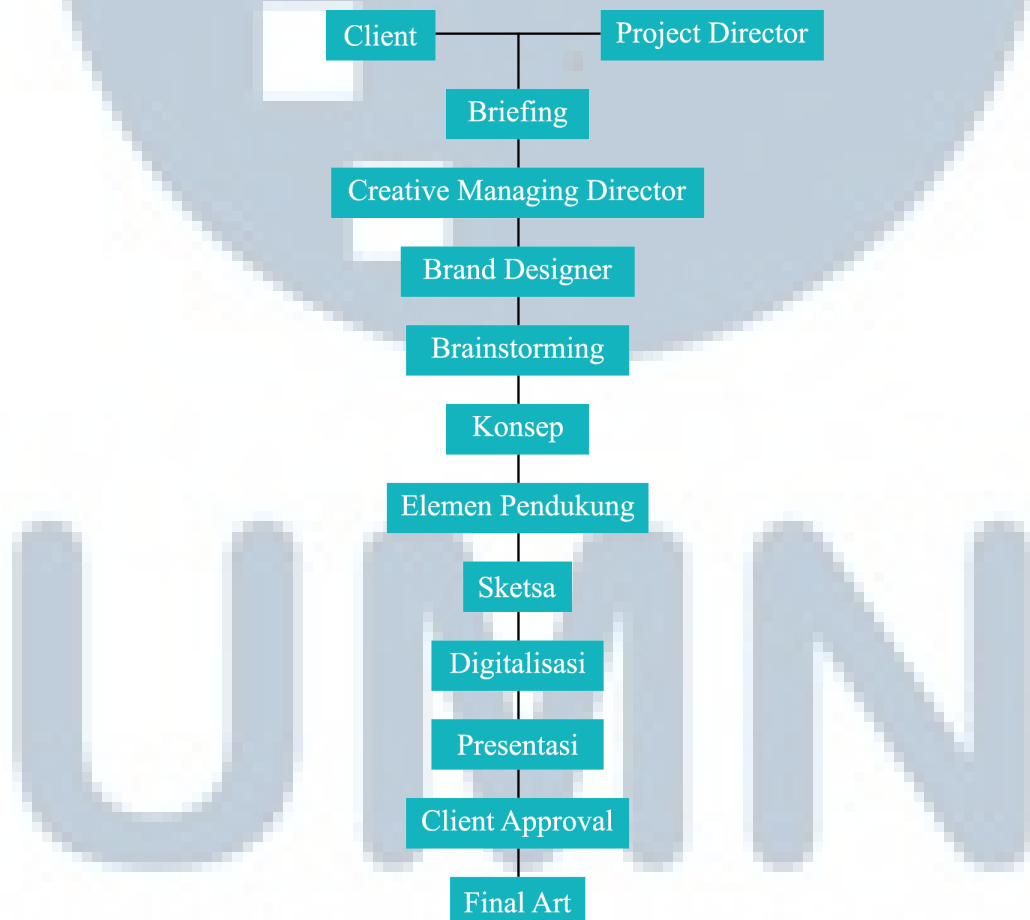 Client
Project Director
Briefing
Creative Managing Director
Brand Designer
Brainstorming
Konsep
Elemen Pendukung
Sketsa
Digitalisasi
Presentasi
Client Approval
Final Art
UMN